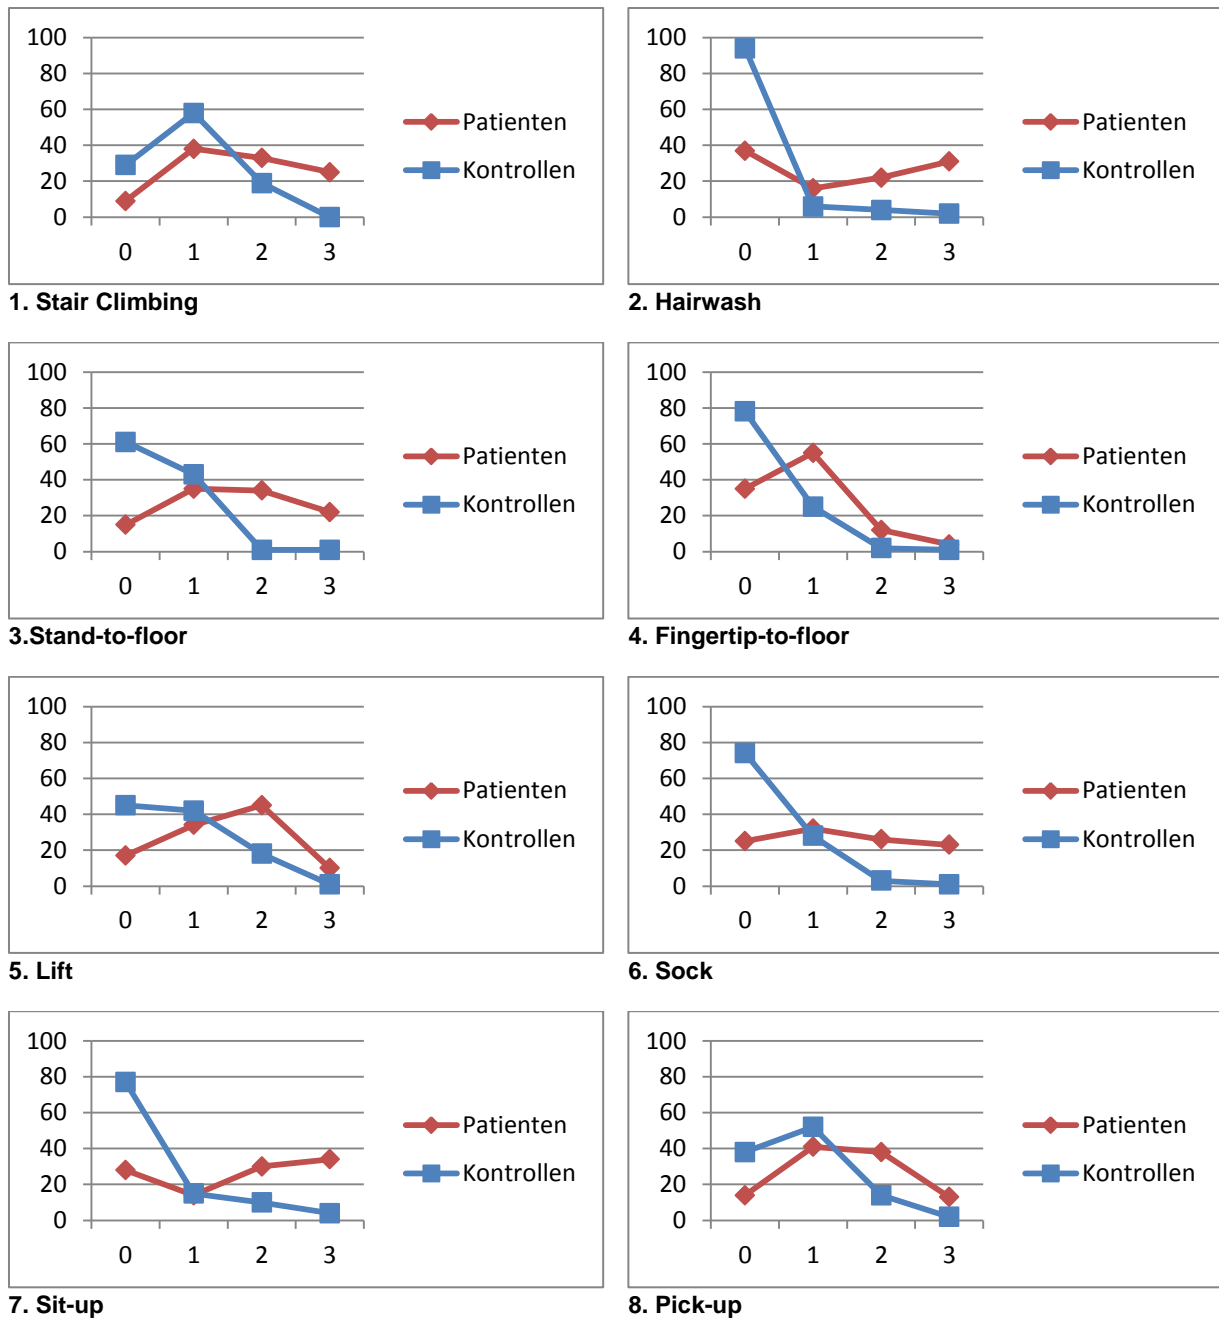 100
80
60
40
20
0
0 1 2 3
Patienten
Kontrollen
1. Stair Climbing
100
80
60
40
20
0
0 1 2 3
Patienten
Kontrollen
2. Hairwash
100
80
60
40
20
0
0 1 2 3
Patienten
Kontrollen
3.Stand-to-floor
100
80
60
40
20
0
0 1 2 3
Patienten
Kontrollen
4. Fingertip-to-floor
100
80
60
40
20
0
0 1 2 3
Patienten
Kontrollen
5. Lift
100
80
60
40
20
0
0 1 2 3
Patienten
Kontrollen
6. Sock
100
80
60
40
20
0
0 1 2 3
Patienten
Kontrollen
7. Sit-up
100
80
60
40
20
0
0 1 2 3
Patienten
Kontrollen
8. Pick-up